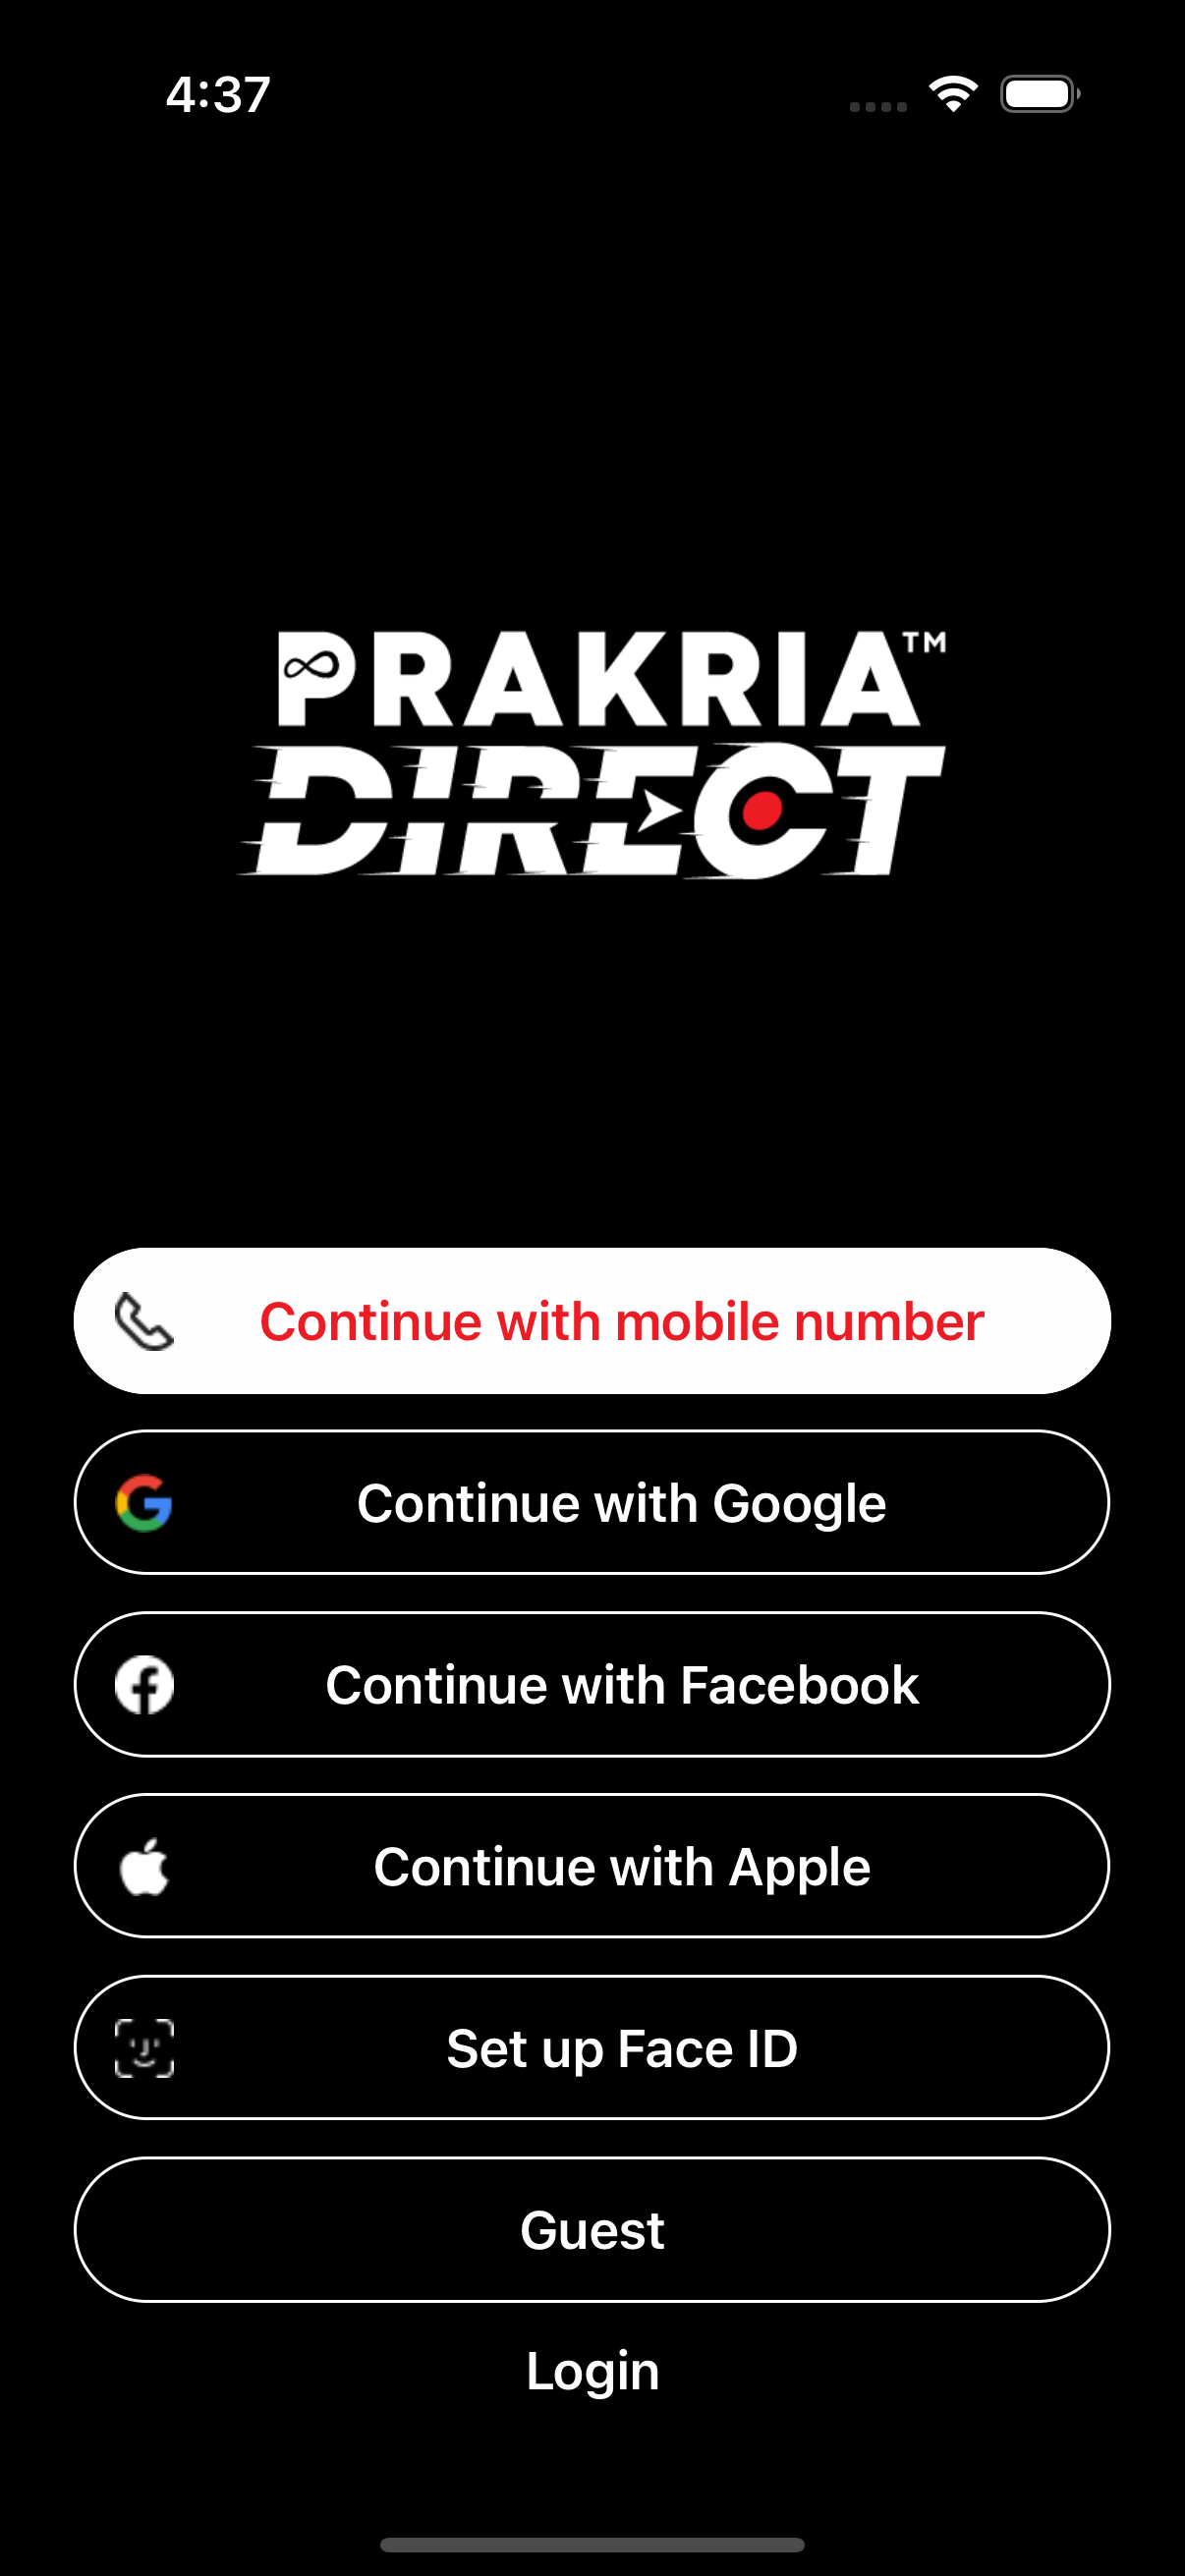 4:37
PRAKRIA™
DIRECT
Continue with mobile number
Continue with Google
Continue with Facebook
Continue with Apple
Set up Face ID
Guest
Login